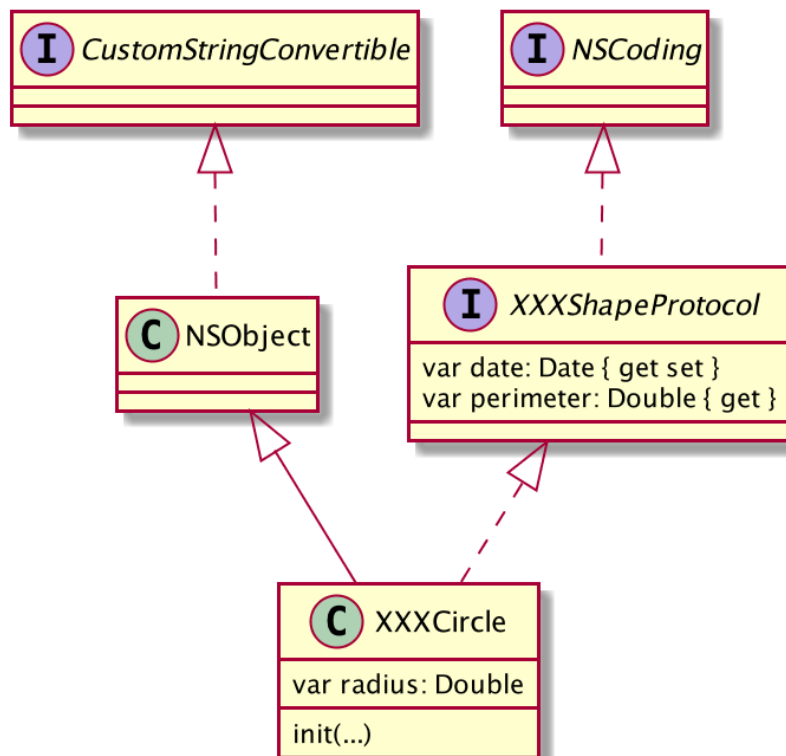 I CustomStringConvertible
I NSCoding
C NSObject
I XXXShapeProtocol
var date: Date { get set }
var perimeter: Double { get }
C XXXCircle
var radius: Double
init(...)